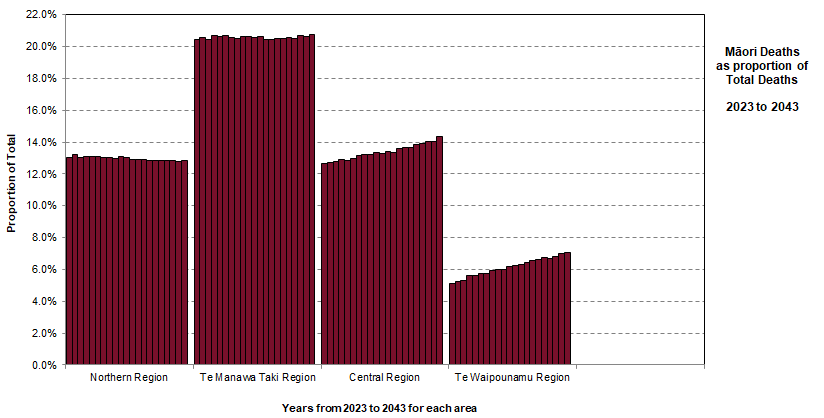 22.0%
20.0%
18.0%
16.0%
14.0%
12.0%
10.0%
8.0%
6.0%
4.0%
2.0%
0.0%
Proportion of Total
Northern Region
Te Manawa Taki Region
Central Region
Te Waipounamu Region
Years from 2023 to 2043 for each area
Māori Deaths
as proportion of
Total Deaths
2023 to 2043